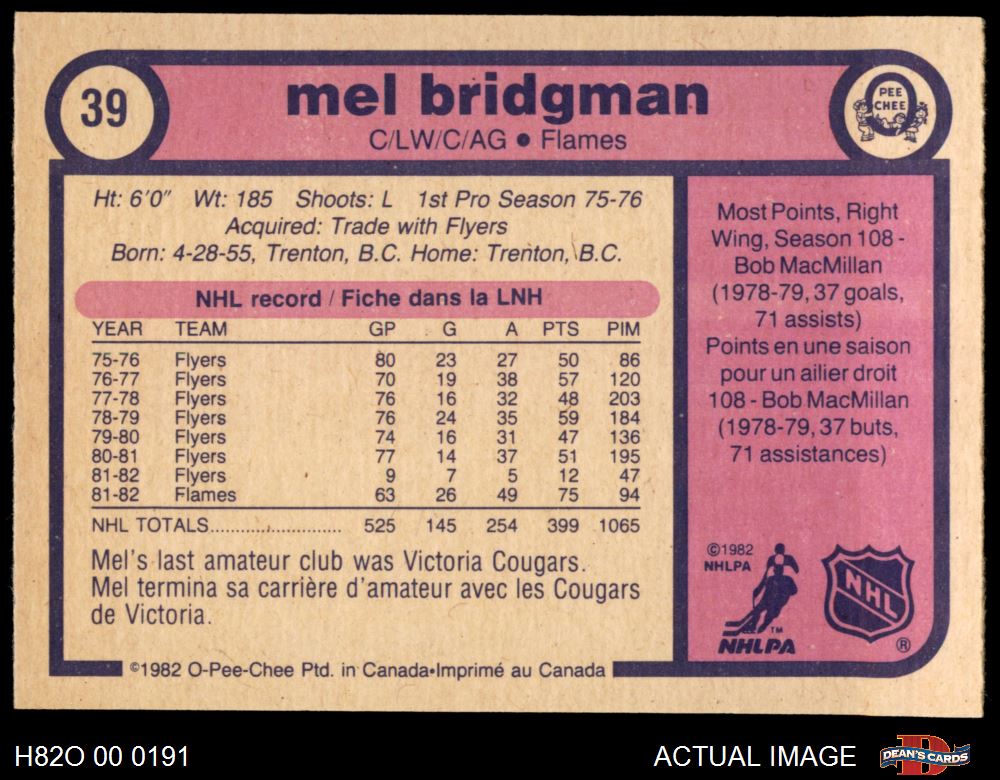 39
mel bridgman
C/LW/C/AG • Flames
O
PEE
CHEE
Ht: 6'0" Wt: 185 Shoots: L 1st Pro Season 75-76
Acquired: Trade with Flyers
Born: 4-28-55, Trenton, B.C. Home: Trenton, B.C.
NHL record / Fiche dans la LNH
YEAR TEAM GP G A PTS PIM
75-76 Flyers 80 23 27 50 86
76-77 Flyers 70 19 38 57 120
77-78 Flyers 76 16 32 48 203
78-79 Flyers 76 24 35 59 184
79-80 Flyers 74 16 31 47 136
80-81 Flyers 77 14 37 51 195
81-82 Flyers 9 7 5 12 47
81-82 Flames 63 26 49 75 94
NHL TOTALS........................... 525 145 254 399 1065
Mel's last amateur club was Victoria Cougars.
Mel termina sa carrière d'amateur avec les Cougars
de Victoria.
©1982 O-Pee-Chee Ptd. in Canada•Imprimé au Canada
Most Points, Right
Wing, Season 108 -
Bob MacMillan
(1978-79, 37 goals,
71 assists)
Points en une saison
pour un ailier droit
108 - Bob MacMillan
(1978-79, 37 buts,
71 assistances)
©1982
NHLPA
TM
NHLPA
NHL
®
H82O 00 0191
ACTUAL IMAGE
D
DEAN'S CARDS